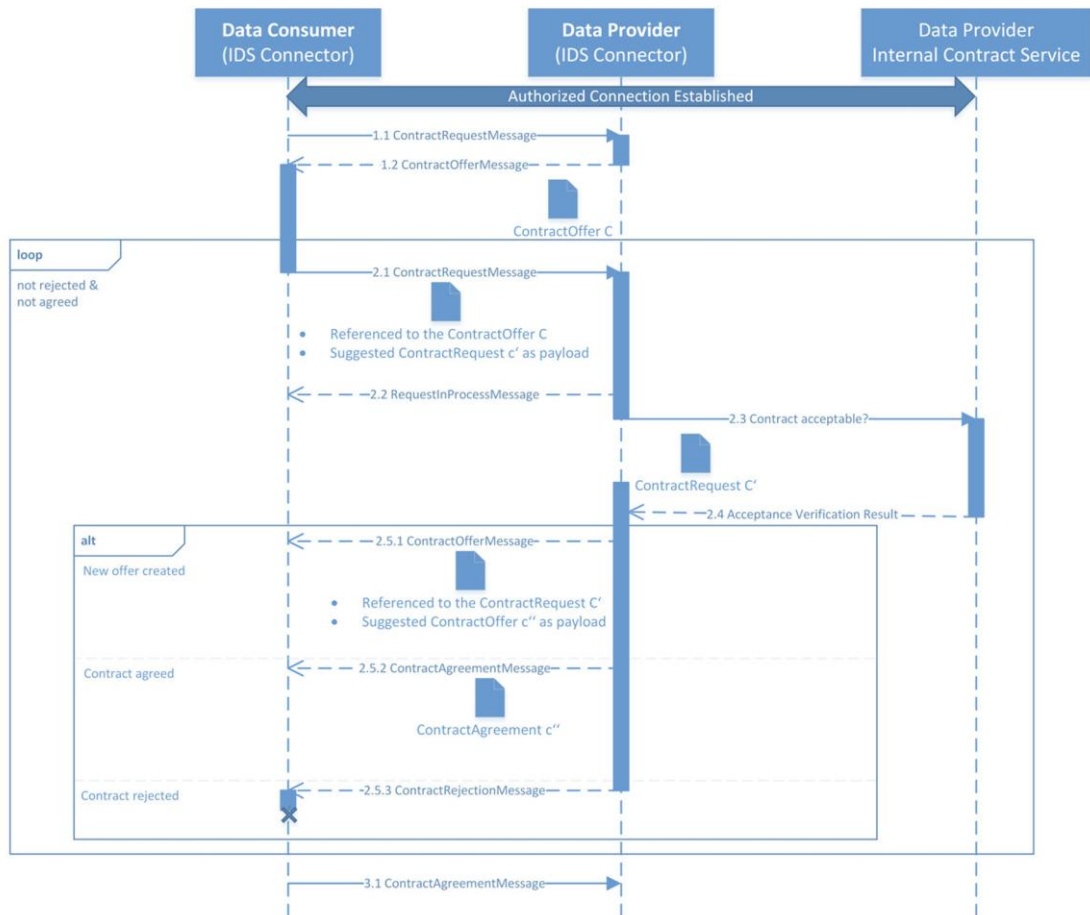 Data Consumer
(IDS Connector)
Data Provider
(IDS Connector)
Data Provider
Internal Contract Service
Authorized Connection Established
1.1 ContractRequestMessage
1.2 ContractOfferMessage
ContractOffer C
loop
not rejected &
not agreed
2.1 ContractRequestMessage
• Referenced to the ContractOffer C
• Suggested ContractRequest c‘ as payload
2.2 RequestInProcessMessage
2.3 Contract acceptable?
ContractRequest C‘
2.4 Acceptance Verification Result
alt
2.5.1 ContractOfferMessage
New offer created
• Referenced to the ContractRequest C‘
• Suggested ContractOffer c‘‘ as payload
2.5.2 ContractAgreementMessage
Contract agreed
ContractAgreement c‘‘
2.5.3 ContractRejectionMessage
Contract rejected
3.1 ContractAgreementMessage